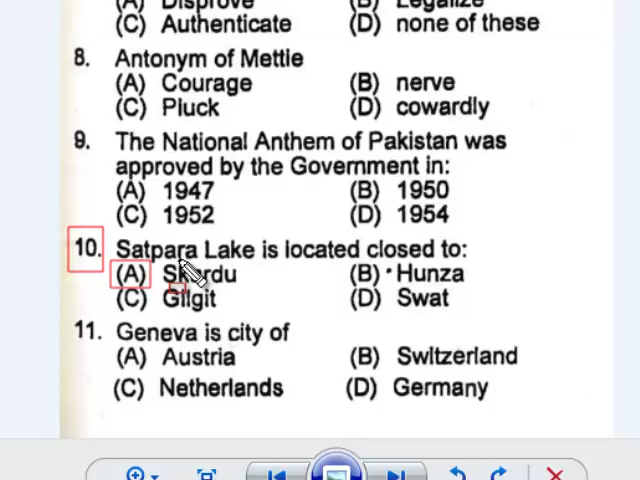 (A) Disprove (B) Legalize
(C) Authenticate (D) none of these
8. Antonym of Mettle
(A) Courage (B) nerve
(C) Pluck (D) cowardly
9. The National Anthem of Pakistan was
approved by the Government in:
(A) 1947 (B) 1950
(C) 1952 (D) 1954
10. Satpara Lake is located closed to:
(A) Skardu (B) Hunza
(C) Gilgit (D) Swat
11. Geneva is city of
(A) Austria (B) Switzerland
(C) Netherlands (D) Germany